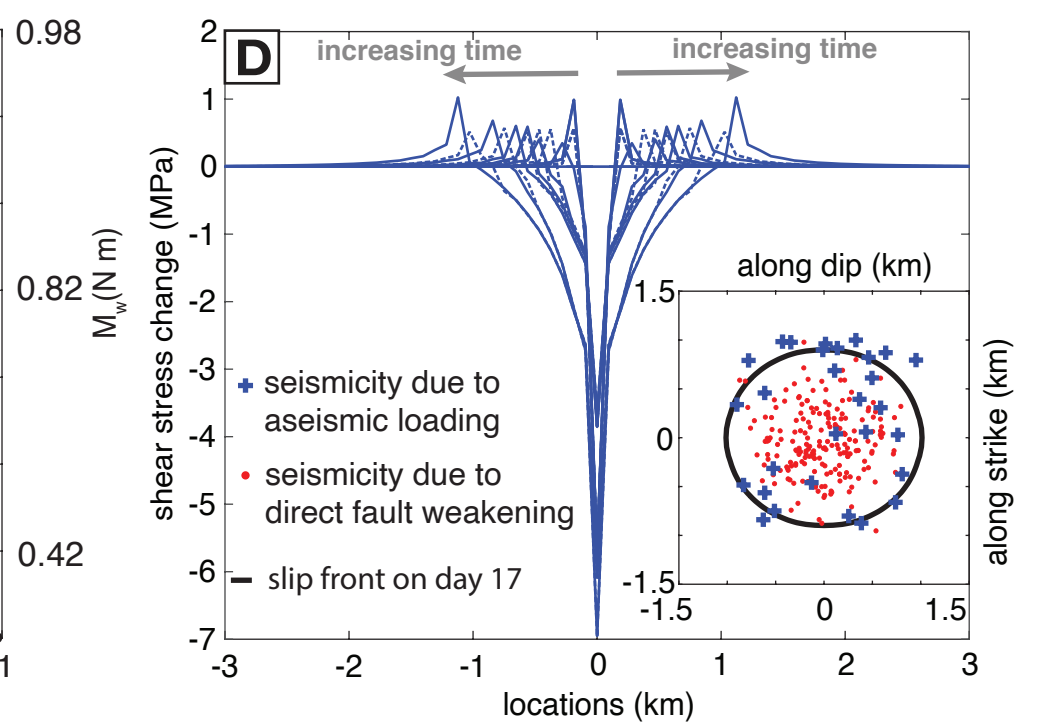 0.98
0.82
0.42
1
M_w(N m)
D
increasing time
increasing time
2
1
0
-1
-2
-3
-4
-5
-6
-7
shear stress change (MPa)
seismicity due to
aseismic loading
seismicity due to
direct fault weakening
slip front on day 17
along dip (km)
1.5
0
-1.5
-1.5
0
1.5
along strike (km)
-3
-2
-1
0
1
2
3
locations (km)